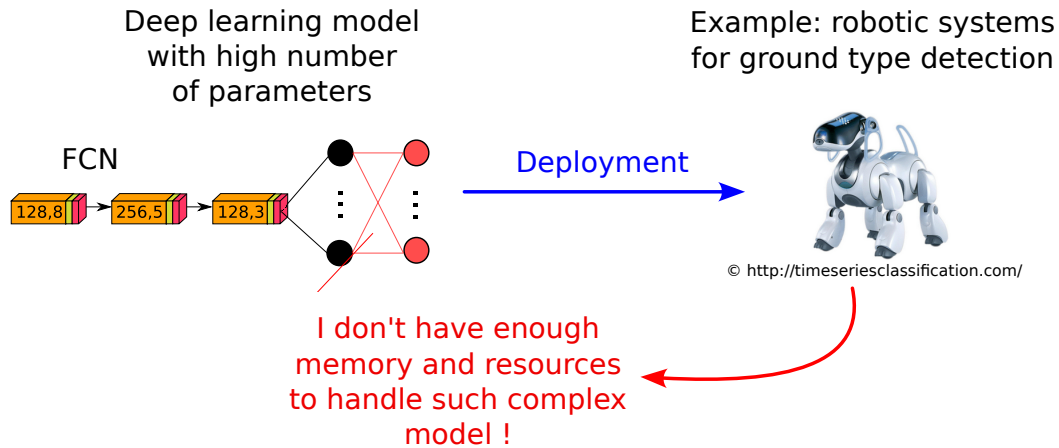 Deep learning model
with high number
of parameters
Example: robotic systems
for ground type detection
FCN
128,8
256,5
128,3
Deployment
© http://timeseriesclassification.com/
I don't have enough
memory and resources
to handle such complex
model !